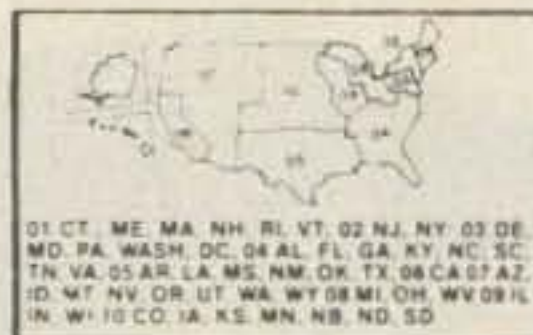 01 CT, ME, MA, NH, RI, VT, 02 NJ, NY, 03 DE,
MD, PA, WASH, DC, 04 AL, FL, GA, KY, NC, SC,
TN, VA, 05 AR, LA, MS, NM, OK, TX, 06 CA 07 AZ,
ID, MT, NV, OR, UT, WA, WY 08 MI, OH, WV 09 IL
IN, WI 10 CO, IA, KS, MN, NB, ND, SD